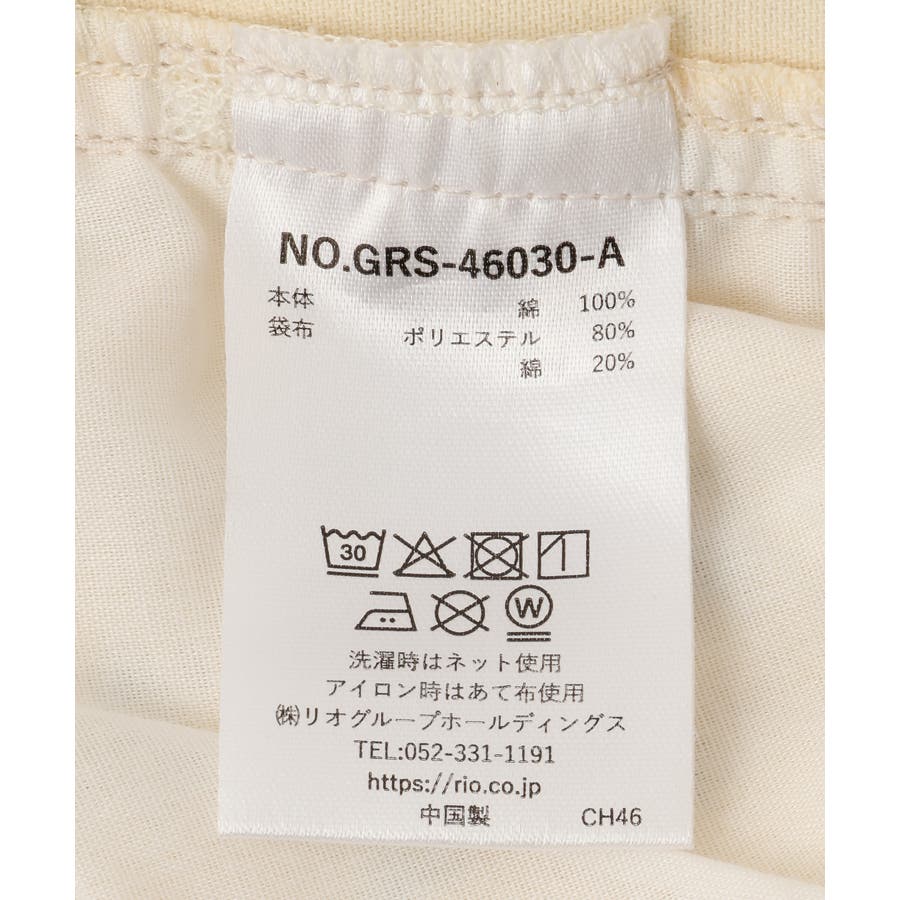 NO.GRS-46030-A
本体 綿 100%
袋布 ポリエステル 80%
綿 20%
30
W
洗濯時はネット使用
アイロン時はあて布使用
㈱リオグループホールディングス
TEL:052-331-1191
https://rio.co.jp
中国製 CH46